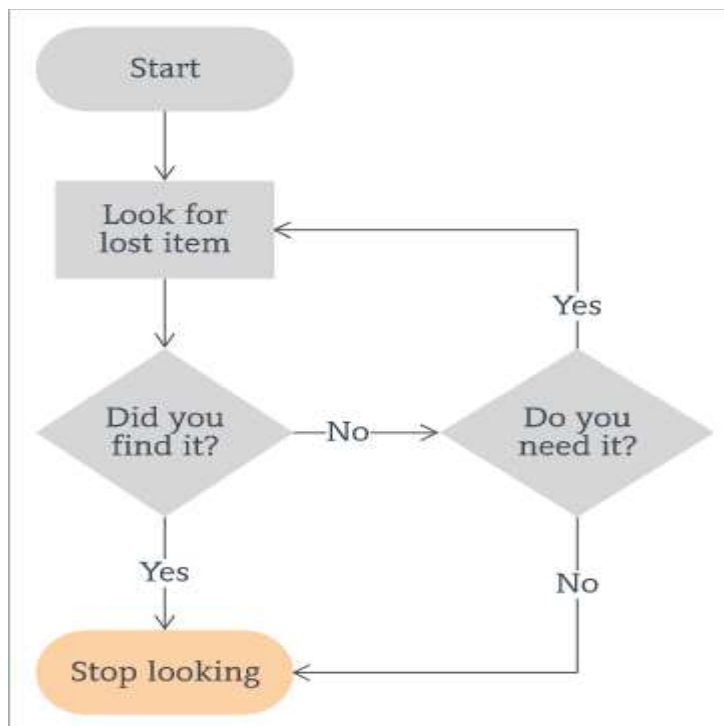 Start
Look for
lost item
Yes
Did you
find it?
No
Do you
need it?
Yes
No
Stop looking